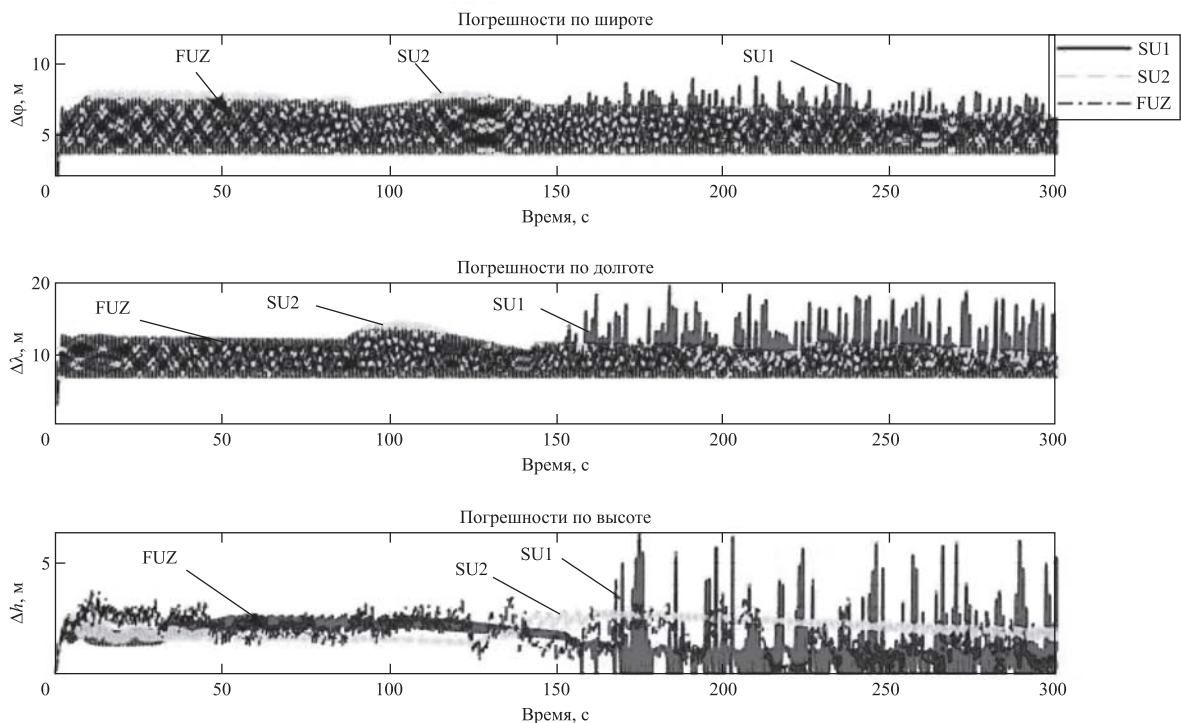 Погрешности по широте
10
5
Δφ, м
FUZ
SU2
SU1
SU1
SU2
FUZ
0 50 100 150 200 250 300
Время, с
Погрешности по долготе
20
10
Δλ, м
FUZ
SU2
SU1
0 50 100 150 200 250 300
Время, с
Погрешности по высоте
5
Δh, м
FUZ
SU2
SU1
0 50 100 150 200 250 300
Время, с